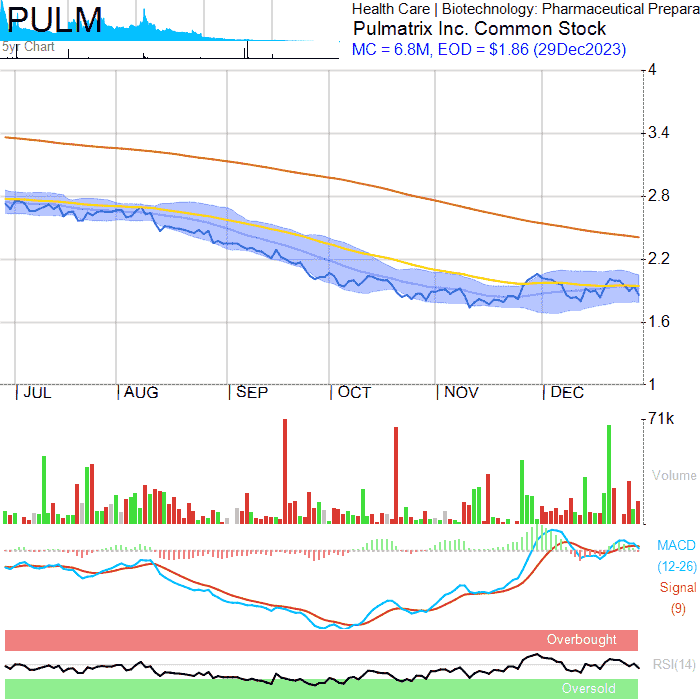 PULM
5yr Chart
Health Care | Biotechnology: Pharmaceutical Prepara
Pulmatrix Inc. Common Stock
MC = 6.8M, EOD = $1.86 (29Dec2023)
4
3.4
2.8
2.2
1.6
1
|JUL |AUG |SEP |OCT |NOV |DEC
71k
Volume
MACD
(12-26)
Signal
(9)
Overbought
RSI(14)
Oversold